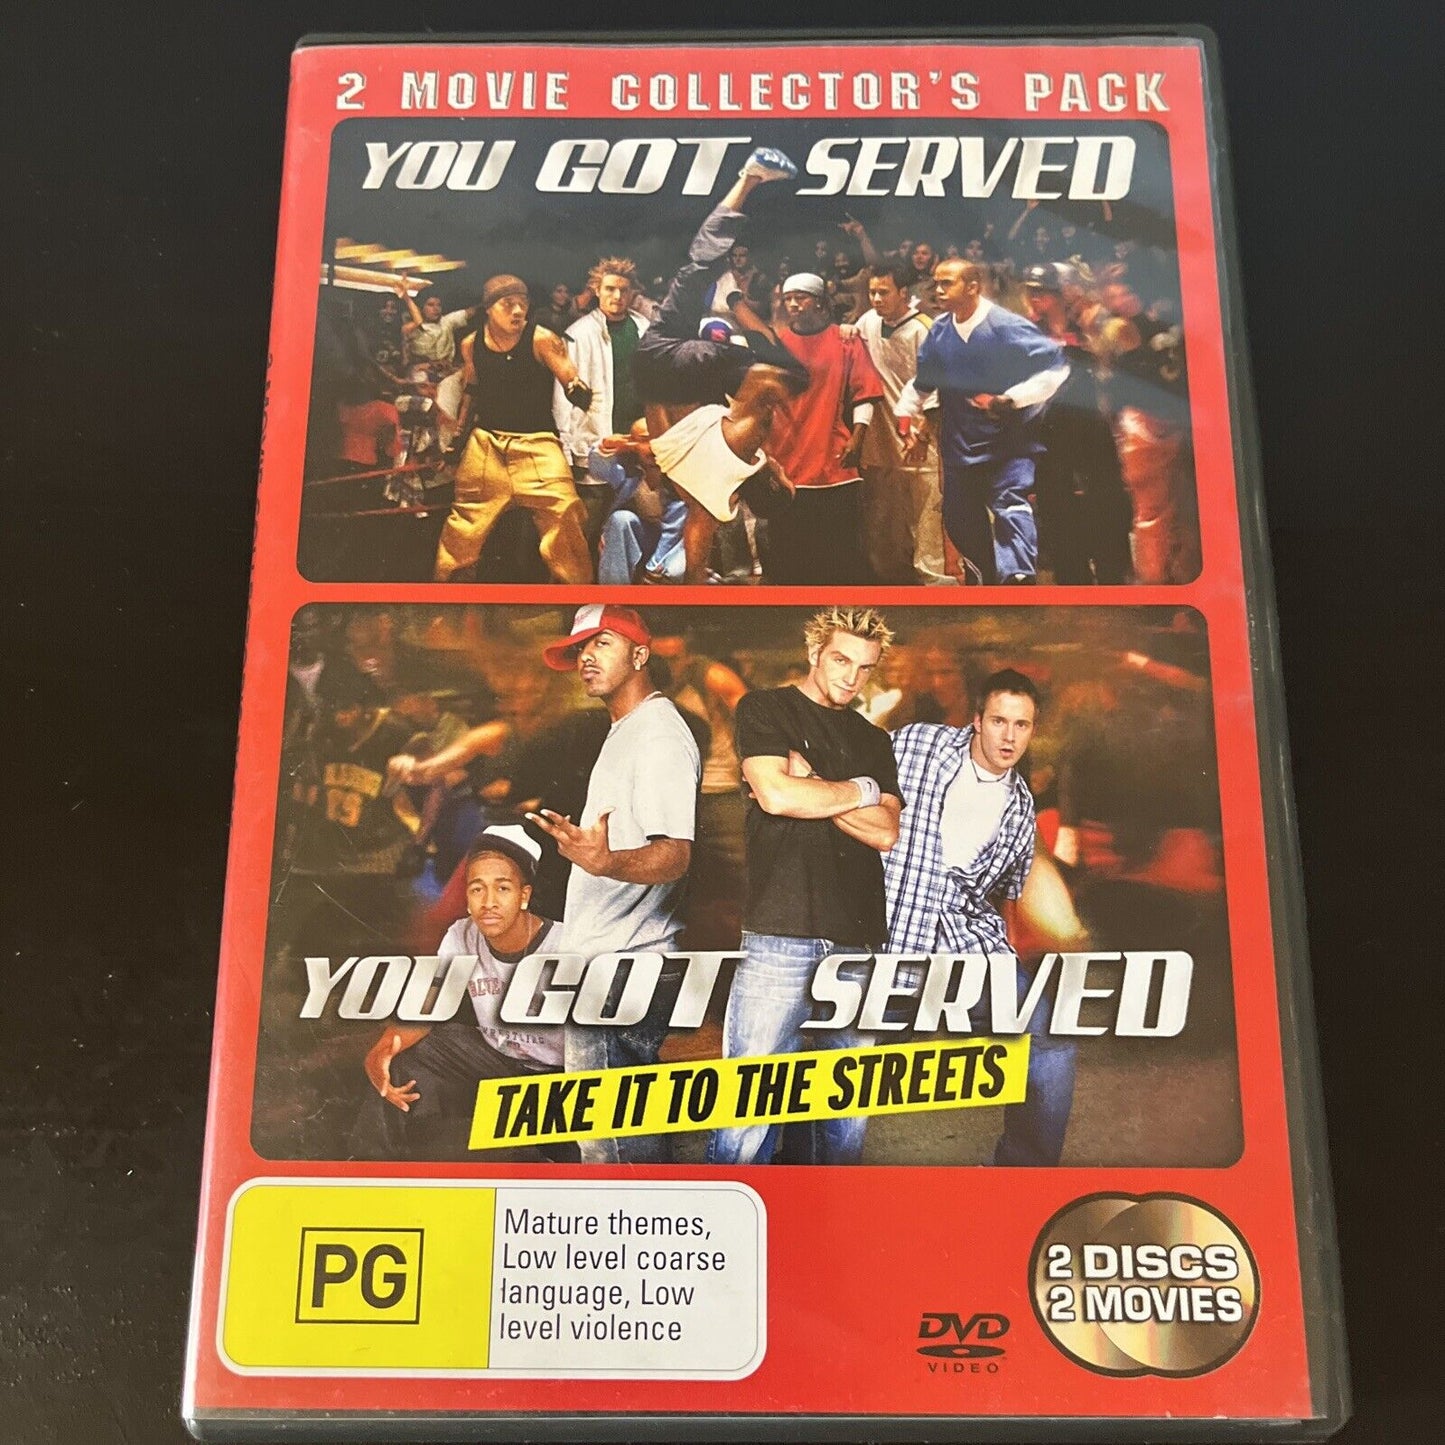 2 MOVIE COLLECTOR'S PACK
YOU GOT SERVED
YOU GOT SERVED
TAKE IT TO THE STREETS
PG
Mature themes,
Low level coarse
language, Low
level violence
DVD
VIDEO
2 DISCS
2 MOVIES